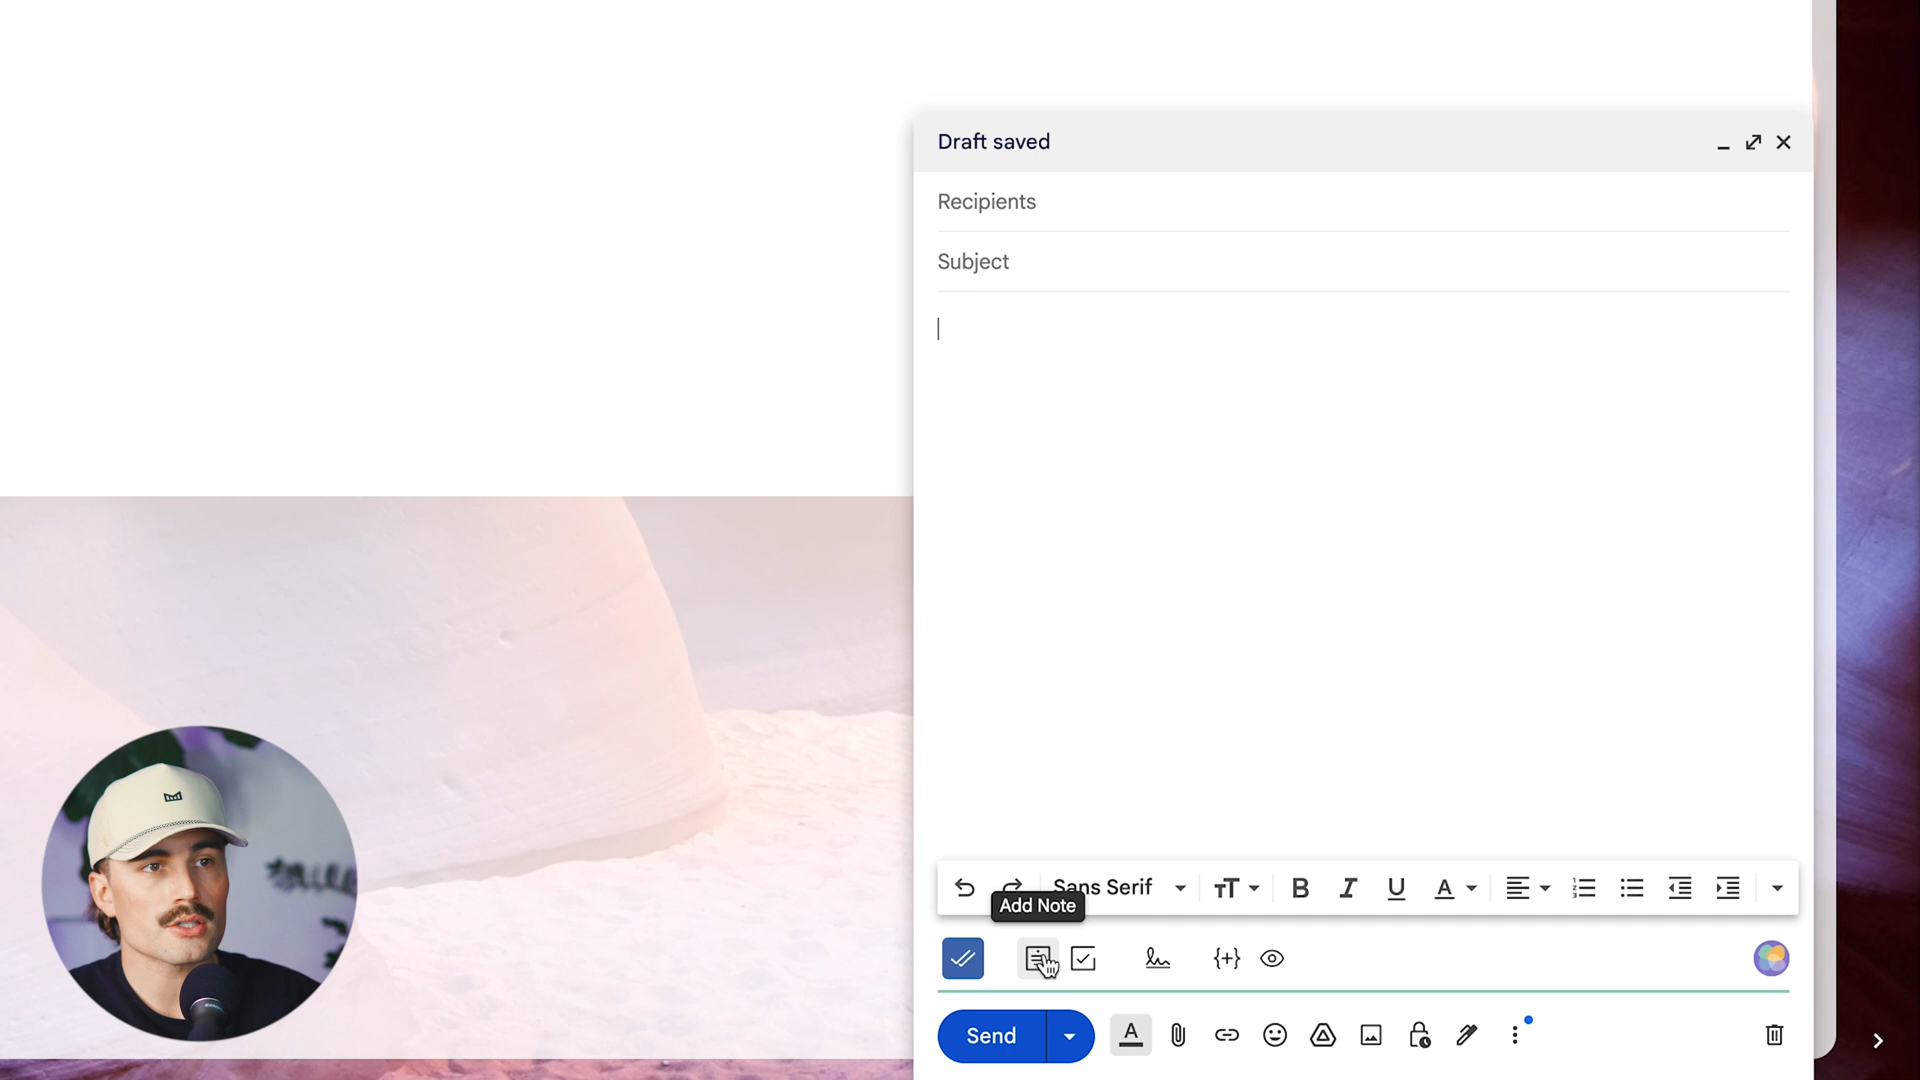 Draft saved
Recipients
Subject
Sans Serif
Add Note
Send